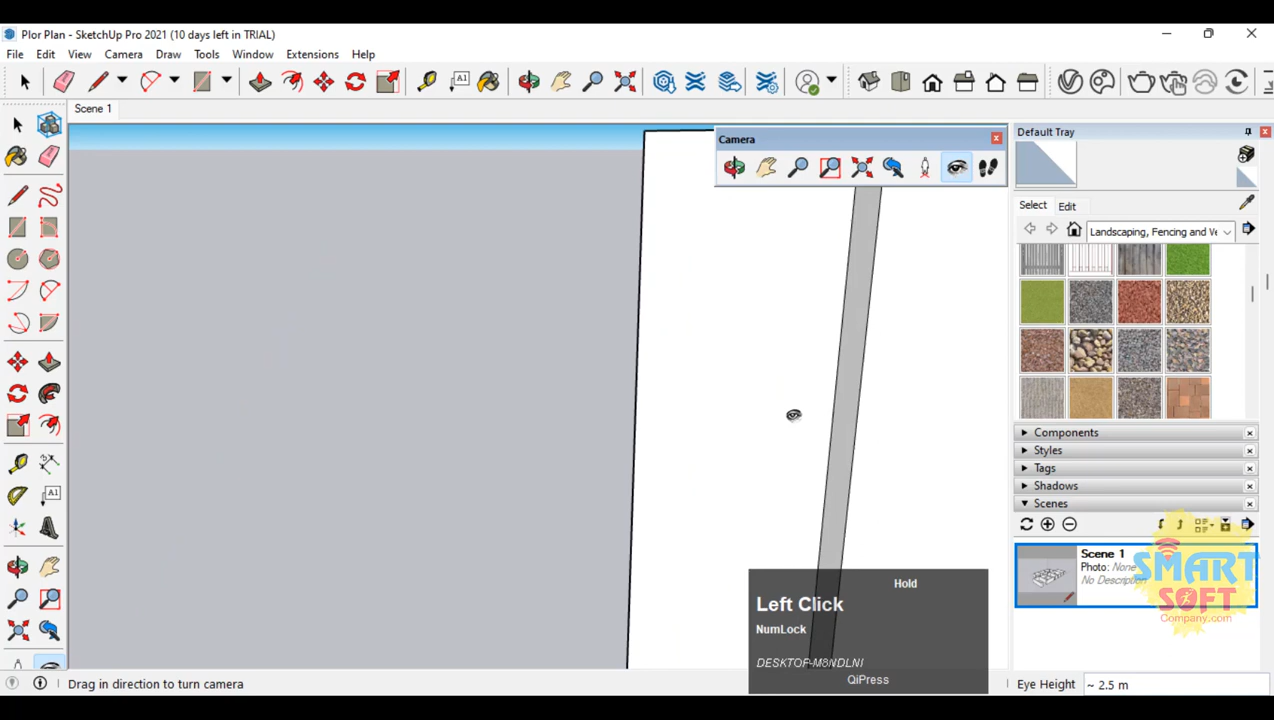 Plor Plan - SketchUp Pro 2021 (10 days left in TRIAL)
File Edit View Camera Draw Tools Window Extensions Help
A1
Scene 1
Camera
Default Tray
Select Edit
Landscaping, Fencing and Ve
A1
Components
Styles
Tags
Shadows
Scenes
Scene 1
Photo: None
No Description
SMART
SOFT
Company.com
Hold
Left Click
NumLock
DESKTOP-M8NDLNI
QiPress
Drag in direction to turn camera
Eye Height ~ 2.5 m